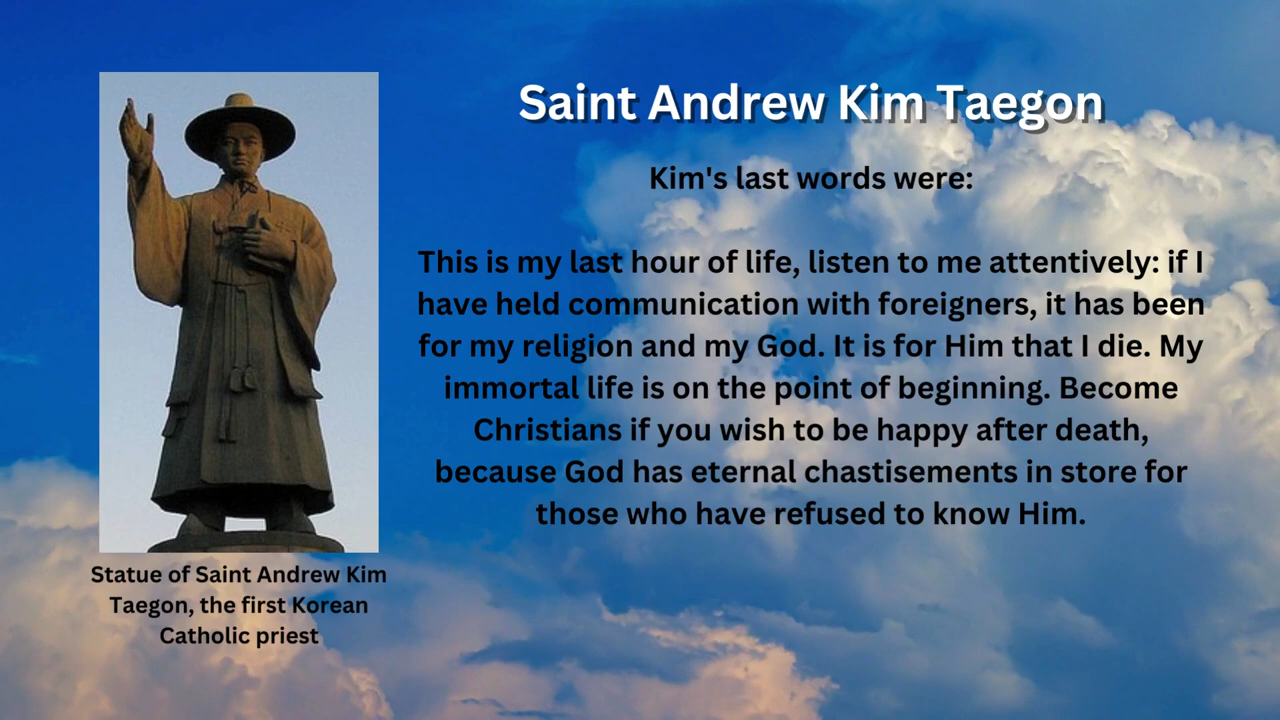 Saint Andrew Kim Taegon
Kim's last words were:
This is my last hour of life, listen to me attentively: if I
have held communication with foreigners, it has been
for my religion and my God. It is for Him that I die. My
immortal life is on the point of beginning. Become
Christians if you wish to be happy after death,
because God has eternal chastisements in store for
those who have refused to know Him.
Statue of Saint Andrew Kim
Taegon, the first Korean
Catholic priest